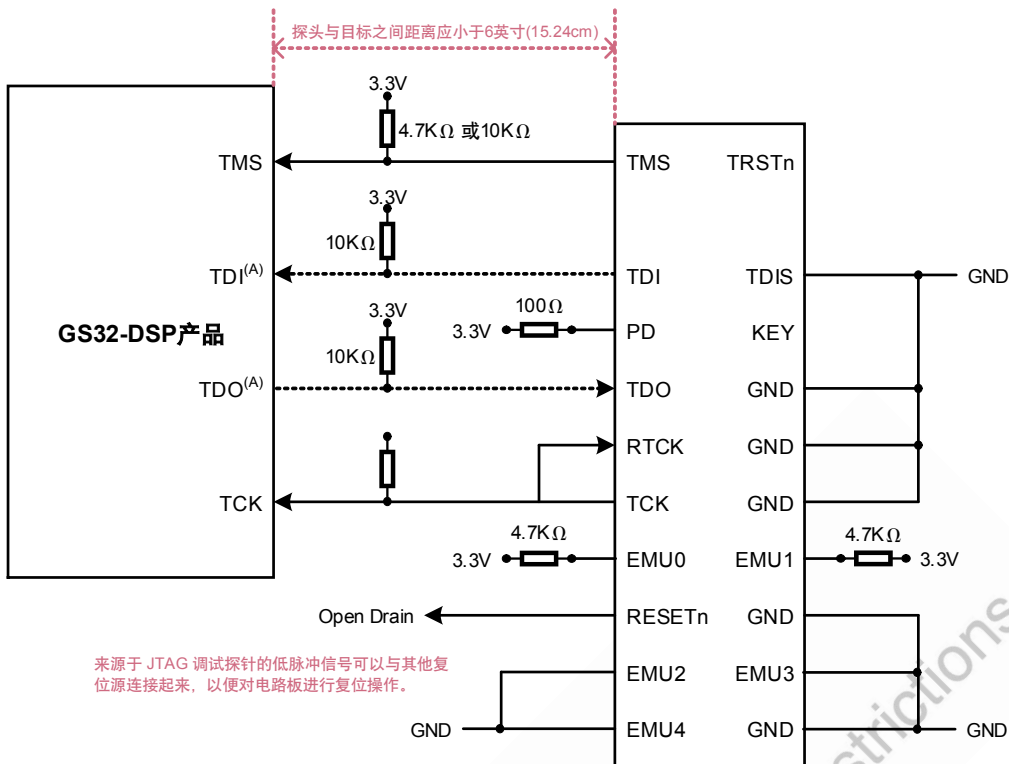 探头与目标之间距离应小于6英寸(15.24cm)
3.3V
4.7KΩ 或10KΩ
TMS
TMS
TRSTn
3.3V
10KΩ
TDI(A)
TDI
TDIS
GND
100Ω
GS32-DSP产品
3.3V
3.3V
PD
KEY
10KΩ
TDO(A)
TDO
GND
RTCK
GND
TCK
TCK
GND
4.7KΩ
4.7KΩ
3.3V
EMU0
EMU1
3.3V
Open Drain
RESETn
GND
来源于 JTAG 调试探针的低脉冲信号可以与其他复
位源连接起来，以便对电路板进行复位操作。
EMU2
EMU3
GND
EMU4
GND
GND
strictions